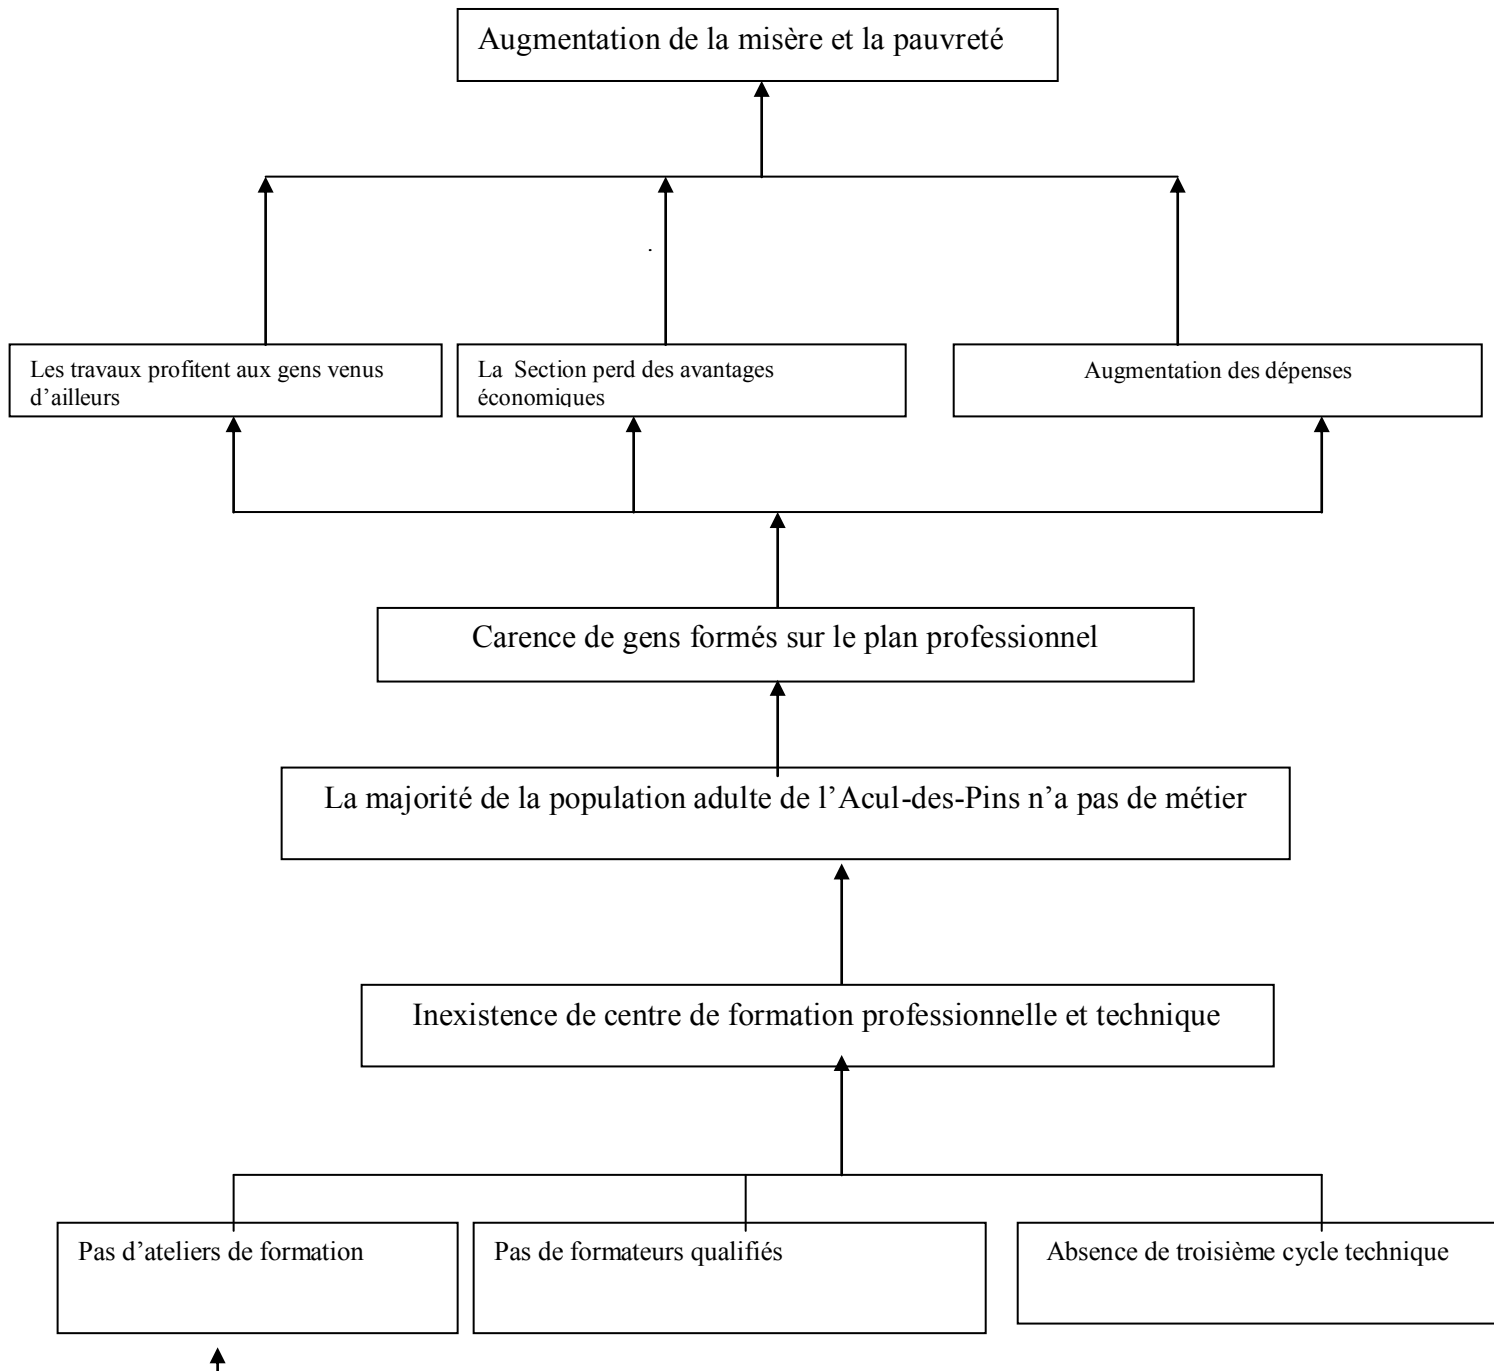 Augmentation de la misère et la pauvreté
Les travaux profitent aux gens venus
d’ailleurs
La Section perd des avantages
économiques
Augmentation des dépenses
Carence de gens formés sur le plan professionnel
La majorité de la population adulte de l’Acul-des-Pins n’a pas de métier
Inexistence de centre de formation professionnelle et technique
Pas d’ateliers de formation
Pas de formateurs qualifiés
Absence de troisième cycle technique